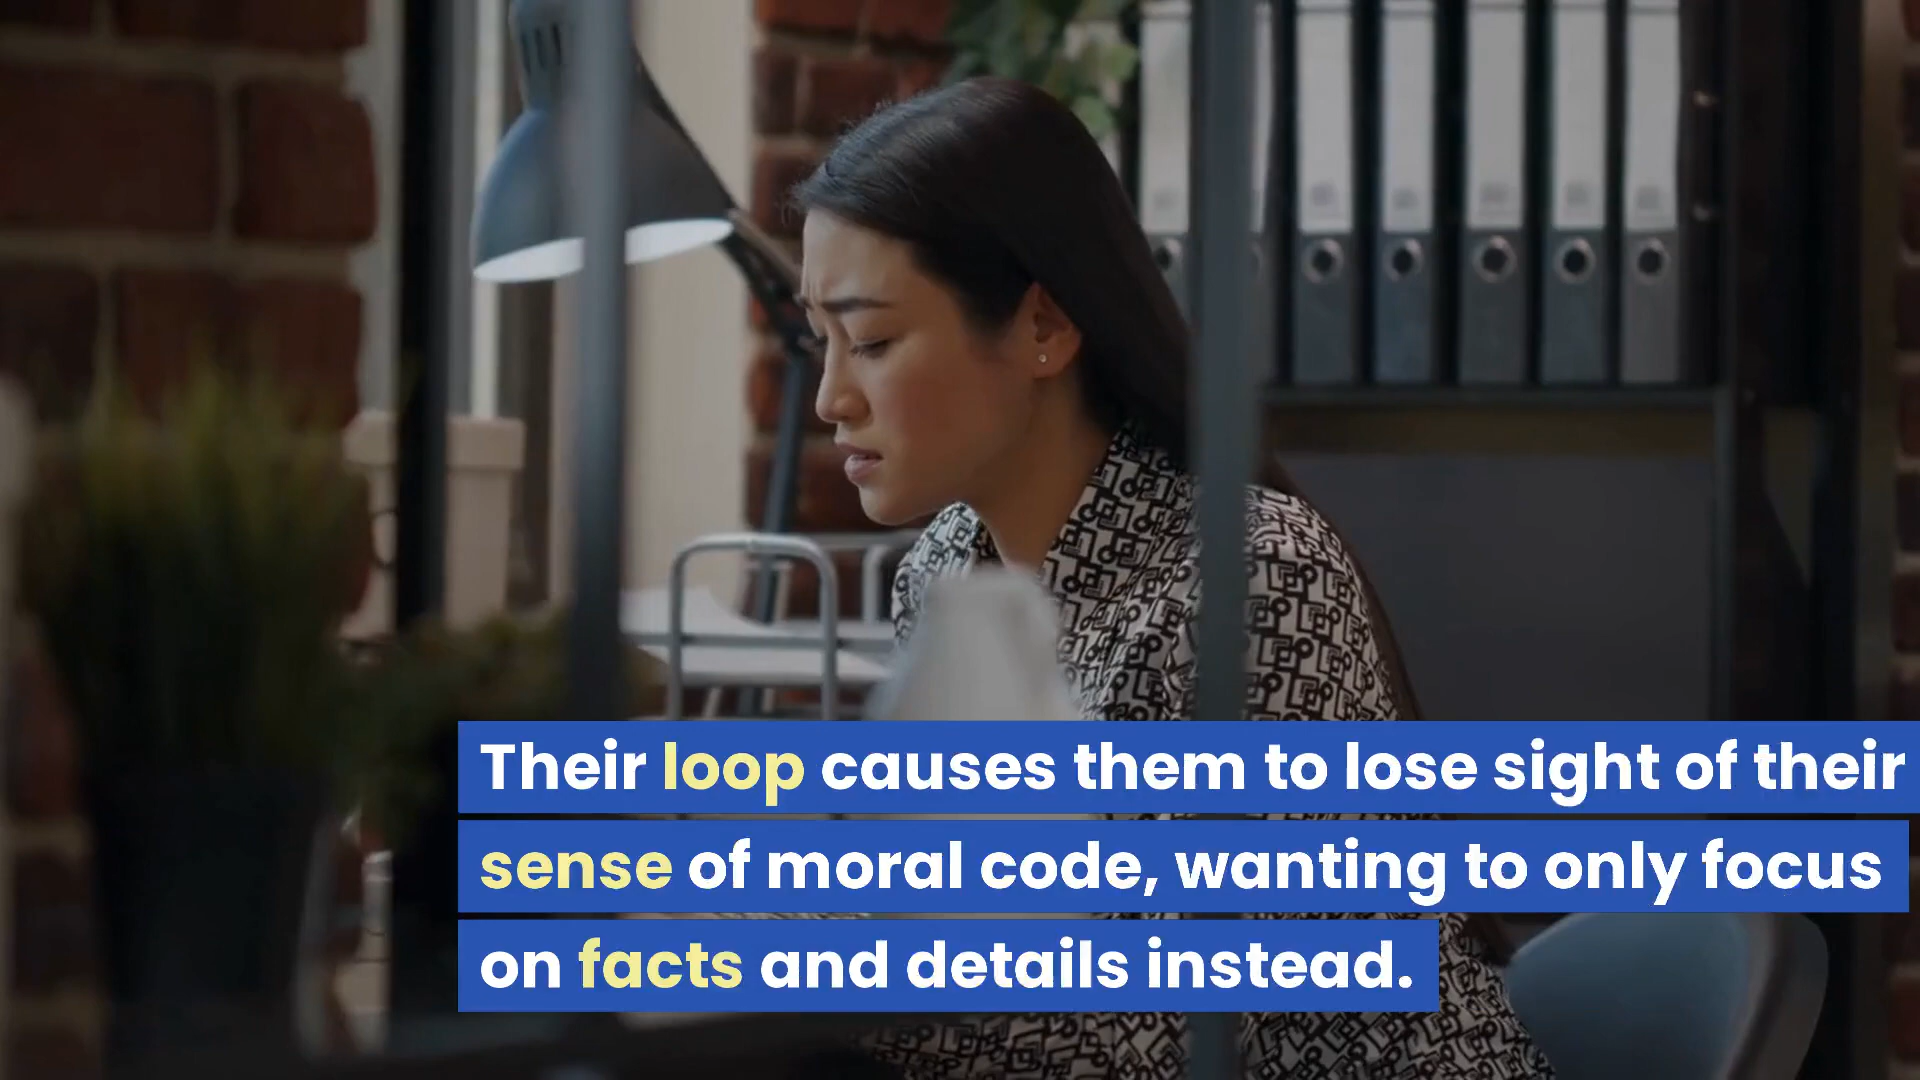 Their loop causes them to lose sight of their
sense of moral code, wanting to only focus
on facts and details instead.